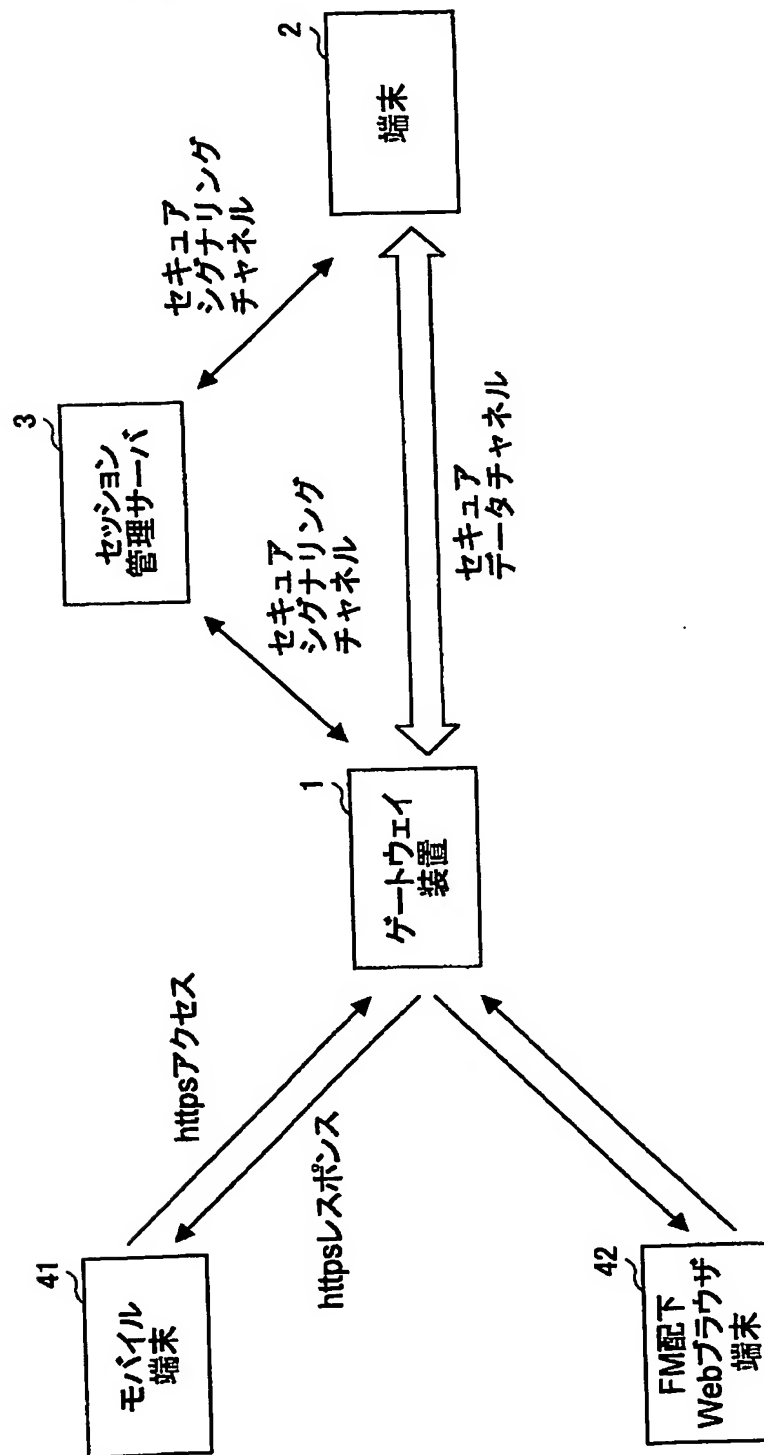 41
モバイル
端末
httpsアクセス
httpsレスポンス
42
FM配下
Webブラウザ
端末
1
ゲートウェイ
装置
3
セッション
管理サーバ
セキュア
シグナリング
チャネル
セキュア
シグナリング
チャネル
セキュア
データチャネル
2
端末